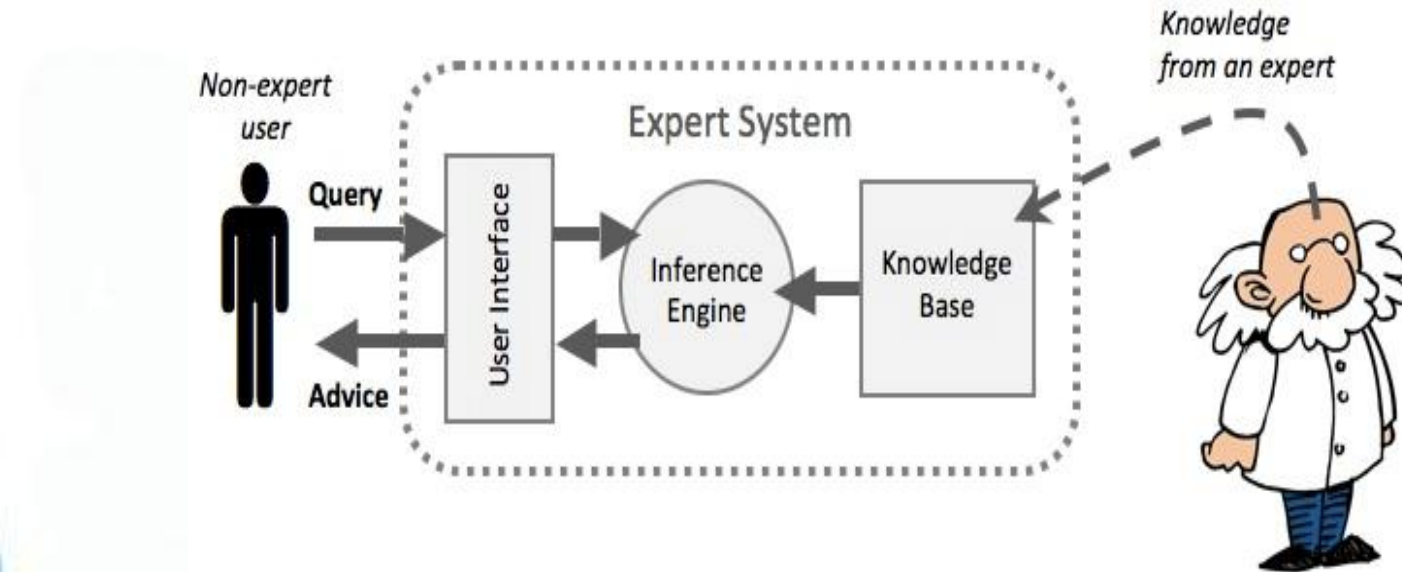 Knowledge
from an expert
Non-expert
user
Expert System
Query
User Interface
Inference
Engine
Knowledge
Base
Advice